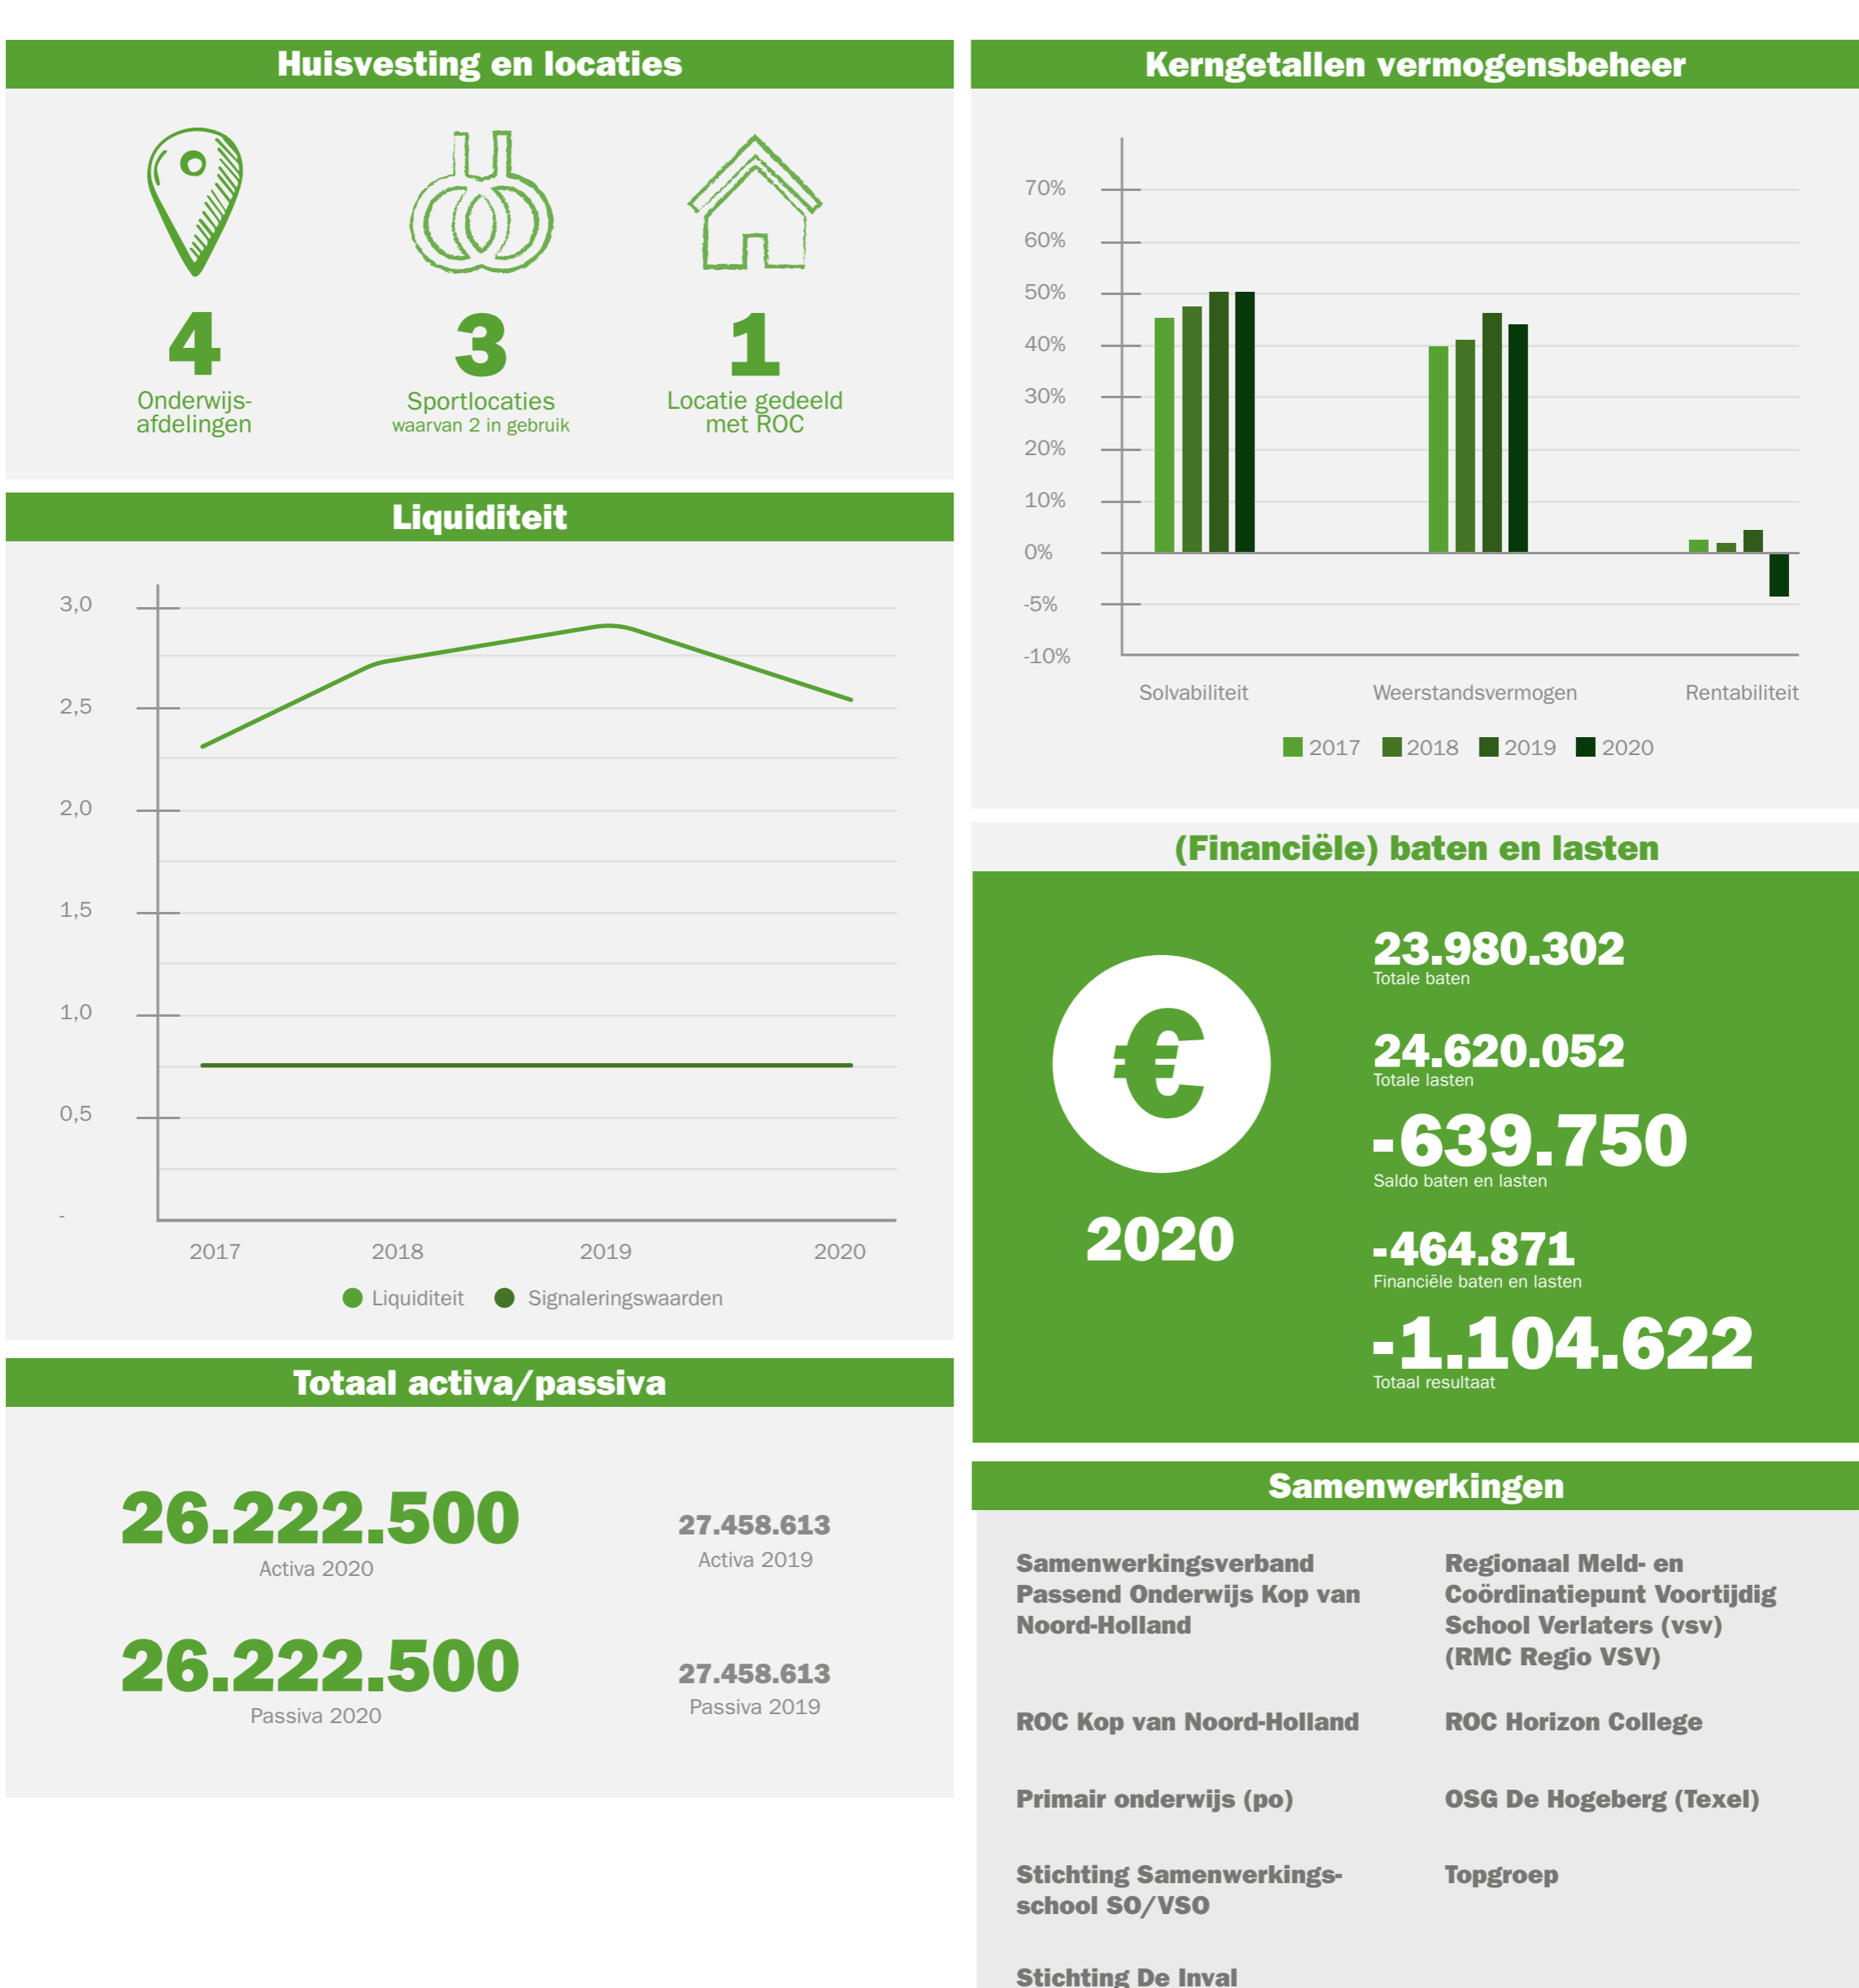 Huisvesting en locaties
4
Onderwijs-
afdelingen
3
Sportlocaties
waarvan 2 in gebruik
1
Locatie gedeeld
met ROC
Liquiditeit
3,0
2,5
2,0
1,5
1,0
0,5
-
2017 2018 2019 2020
Liquiditeit Signaleringswaarden
Totaal activa/passiva
26.222.500
Activa 2020
27.458.613
Activa 2019
26.222.500
Passiva 2020
27.458.613
Passiva 2019
Kerngetallen vermogensbeheer
70%
60%
50%
40%
30%
20%
10%
0%
-5%
-10%
Solvabiliteit Weerstandsvermogen Rentabiliteit
2017 2018 2019 2020
(Financiële) baten en lasten
€
2020
23.980.302
Totale baten
24.620.052
Totale lasten
-639.750
Saldo baten en lasten
-464.871
Financiële baten en lasten
-1.104.622
Totaal resultaat
Samenwerkingen
Samenwerkingsverband
Passend Onderwijs Kop van
Noord-Holland
Regionaal Meld- en
Coördinatiepunt Voortijdig
School Verlaters (vsv)
(RMC Regio VSV)
ROC Kop van Noord-Holland
ROC Horizon College
Primair onderwijs (po)
OSG De Hogeberg (Texel)
Stichting Samenwerkings-
school SO/VSO
Topgroep
Stichting De Inval